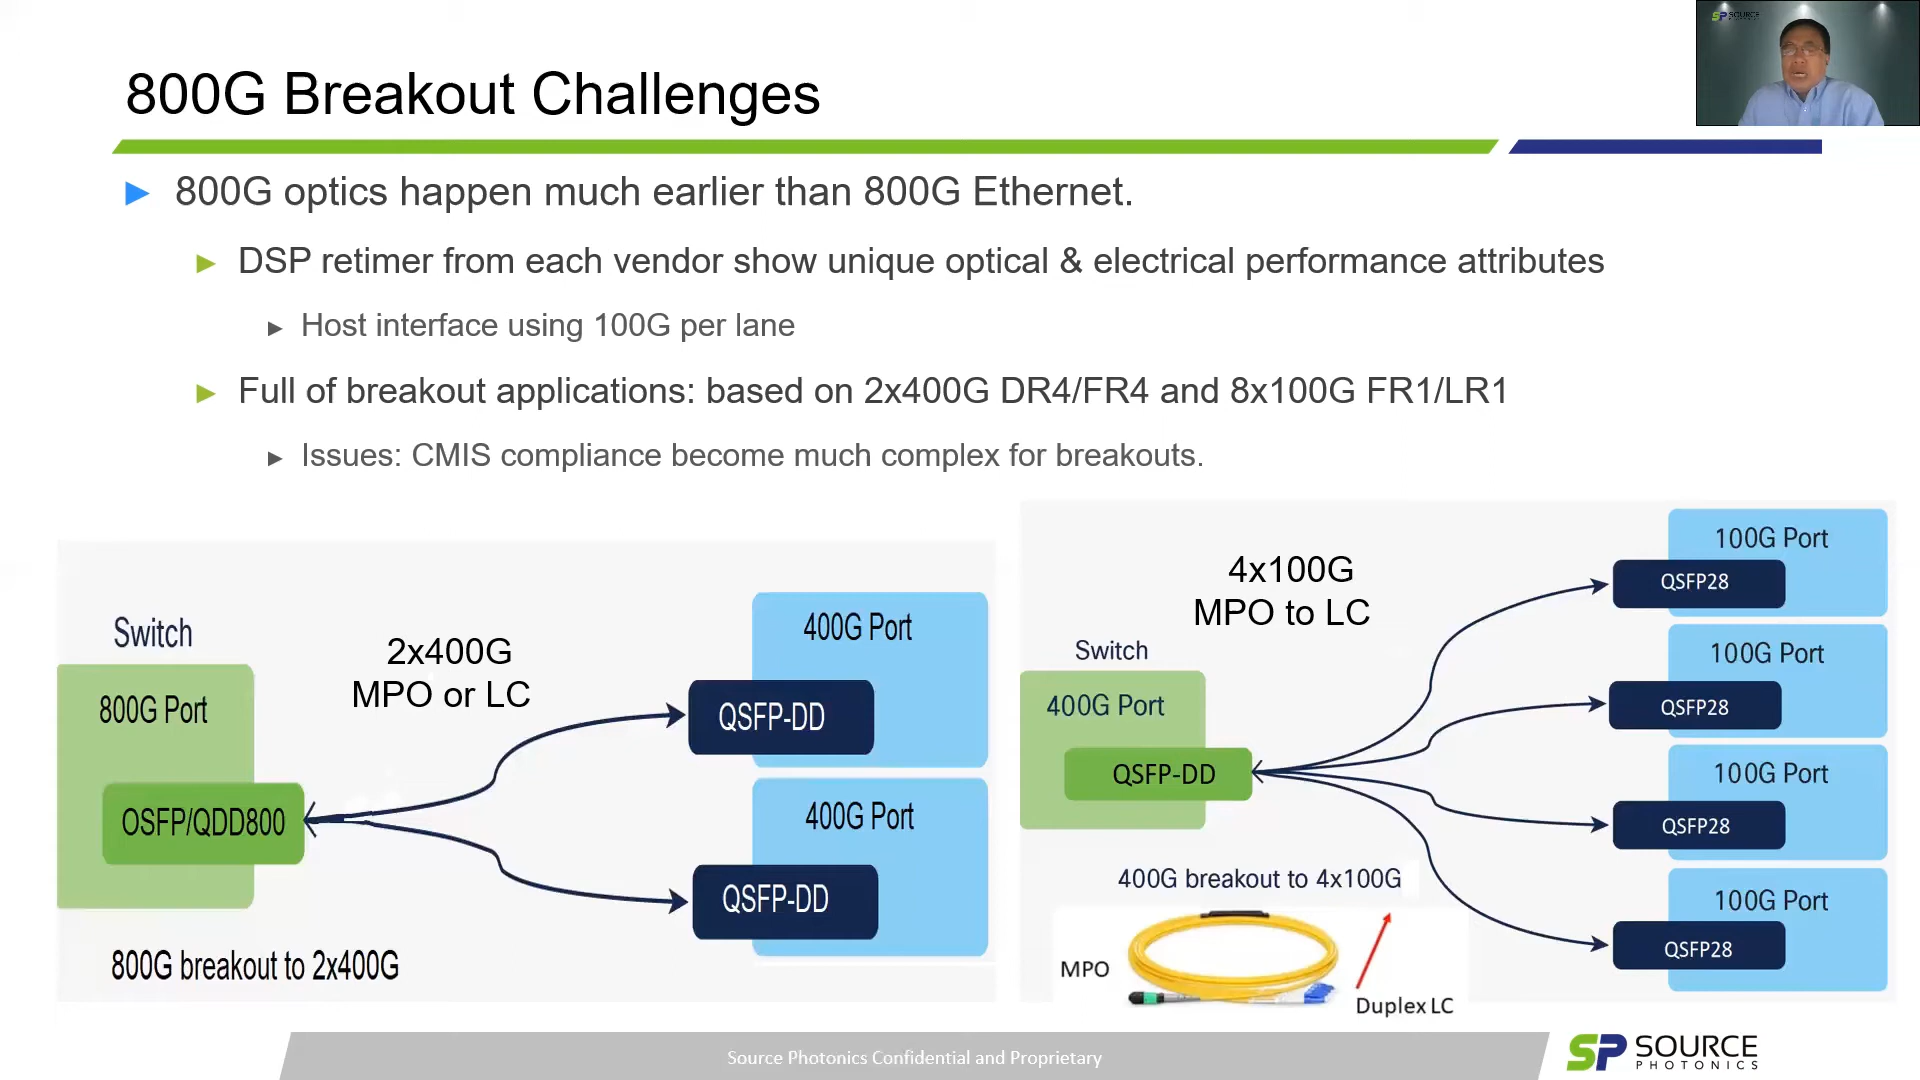 SP SOURCE
800G Breakout Challenges
800G optics happen much earlier than 800G Ethernet.
DSP retimer from each vendor show unique optical & electrical performance attributes
Host interface using 100G per lane
Full of breakout applications: based on 2x400G DR4/FR4 and 8x100G FR1/LR1
Issues: CMIS compliance become much complex for breakouts.
Switch
800G Port
OSFP/QDD800
2x400G
MPO or LC
400G Port
QSFP-DD
400G Port
QSFP-DD
800G breakout to 2x400G
Switch
400G Port
QSFP-DD
4x100G
MPO to LC
100G Port
QSFP28
100G Port
QSFP28
100G Port
QSFP28
100G Port
QSFP28
400G breakout to 4x100G
MPO
Duplex LC
Source Photonics Confidential and Proprietary
SP SOURCE
PHOTONICS